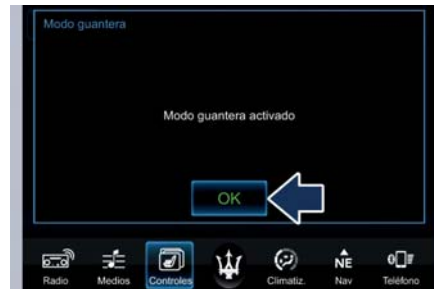 Modo guantera
Modo guantera activado
OK
Radio
Medios
Controles
Climatiz.
NE
Nav
Teléfono